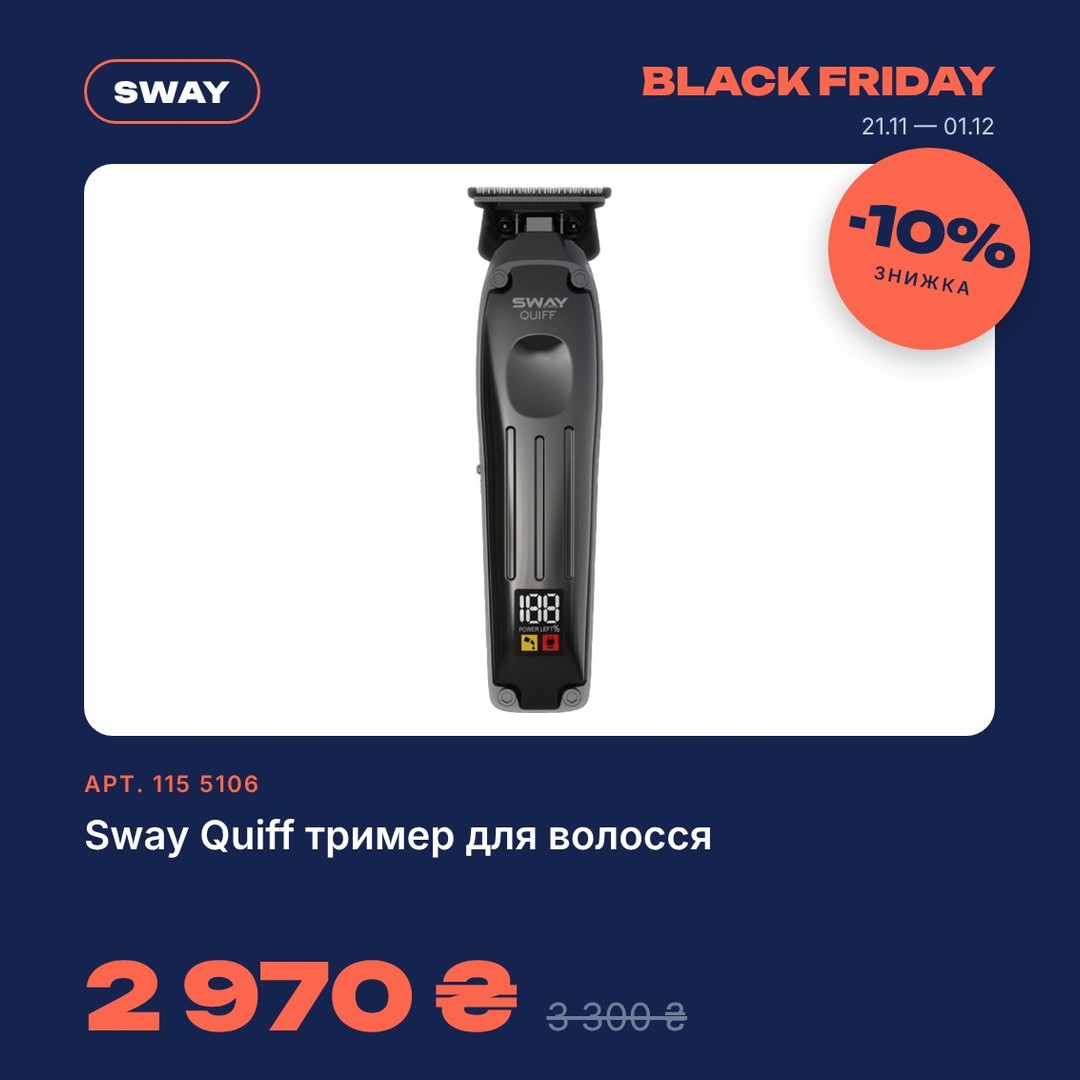 SWAY
BLACK FRIDAY
21.11 — 01.12
-10%
ЗНИЖКА
SWAY
QUIFF
188
POWER LEFT%
АРТ. 115 5106
Sway Quiff тример для волосся
2 970 ₴
3 300 ₴